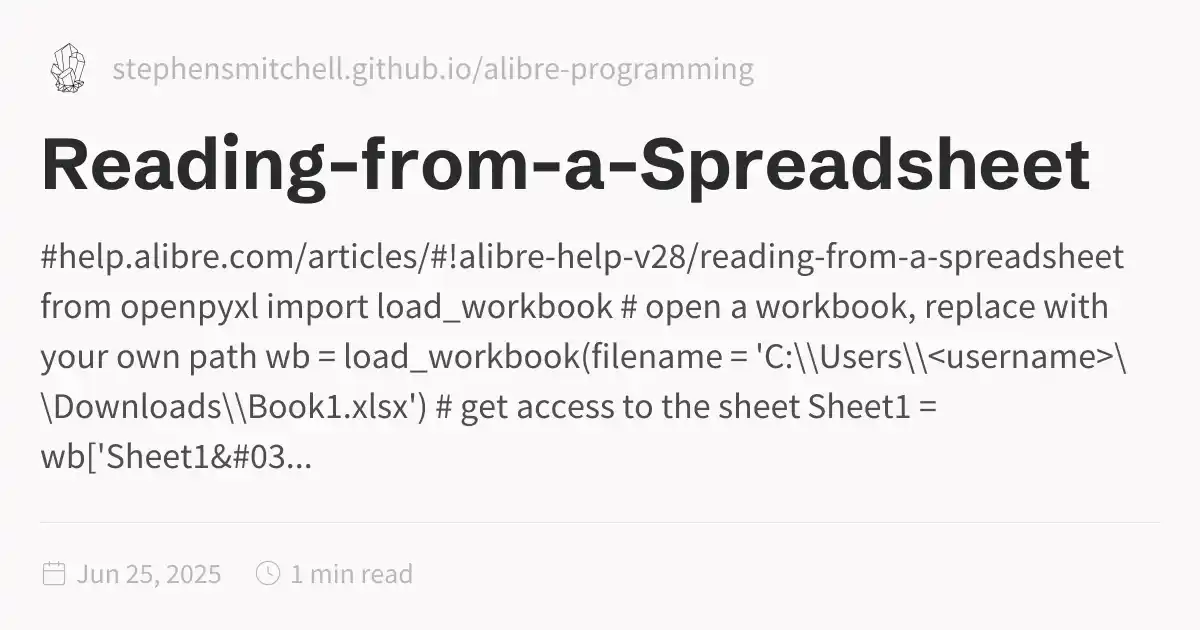 stephensmitchell.github.io/alibre-programming
Reading-from-a-Spreadsheet
#help.alibre.com/articles/#!alibre-help-v28/reading-from-a-spreadsheet
from openpyxl import load_workbook # open a workbook, replace with
your own path wb = load_workbook(filename = 'C:\\Users\\<username>\
\Downloads\\Book1.xlsx') # get access to the sheet Sheet1 =
wb['Sheet1&#03...
Jun 25, 2025 1 min read